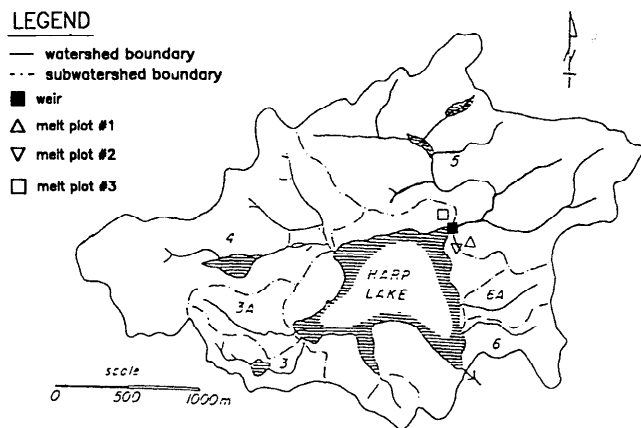 LEGEND
watershed boundary
subwatershed boundary
weir
melt plot #1
melt plot #2
melt plot #3
5
4
HARP
LAKE
3A
6A
3
6
scale
0 500 1000m